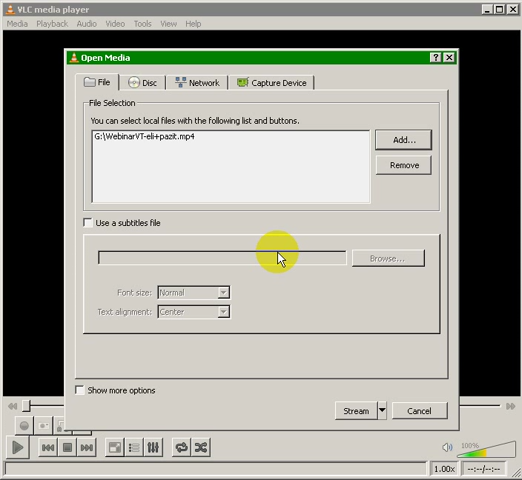 VLC media player
Media Playback Audio Video Tools View Help
Open Media
File Disc Network Capture Device
File Selection
You can select local files with the following list and buttons.
G:\WebinarVT-eli+pazit.mp4
Add...
Remove
Use a subtitles file
Browse...
Font size: Normal
Text alignment: Center
Show more options
Stream Cancel
100%
1.00x --:--/--:--